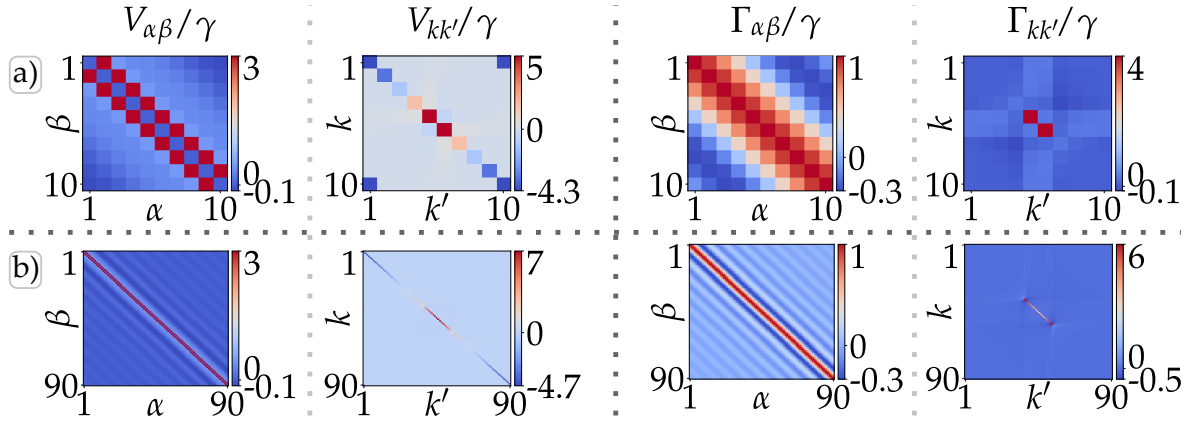 V_{αβ}/γ V_{kk′}/γ Γ_{αβ}/γ Γ_{kk′}/γ
a)
1 β 10 1 α 10 3 0 -0.1
1 k 10 1 k′ 10 5 0 -4.3
1 β 10 1 α 10 1 0 -0.3
1 k 10 1 k′ 10 4 0 -0.1
b)
1 β 90 1 α 90 3 0 -0.1
1 k 90 1 k′ 90 7 0 -4.7
1 β 90 1 α 90 1 0 -0.3
1 k 90 1 k′ 90 6 0 -0.5